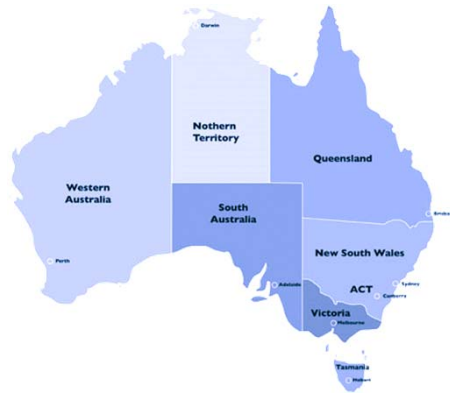 Darwin
Nothern
Territory
Queensland
Western
Australia
South
Australia
New South Wales
Perth
ACT
Sydney
Canberra
Adelaide
Victoria
Melbourne
Tasmania